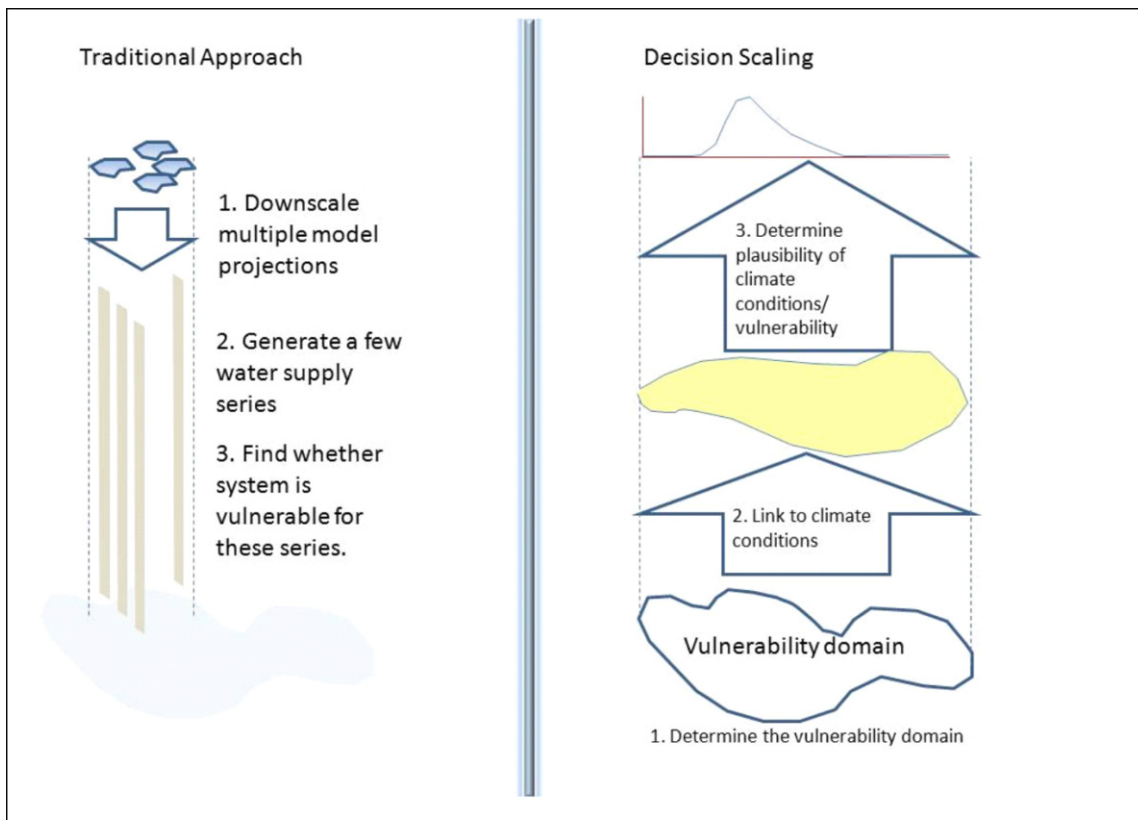 Traditional Approach
1. Downscale
multiple model
projections
2. Generate a few
water supply
series
3. Find whether
system is
vulnerable for
these series.
Decision Scaling
3. Determine
plausibility of
climate
conditions/
vulnerability
2. Link to climate
conditions
Vulnerability domain
1. Determine the vulnerability domain